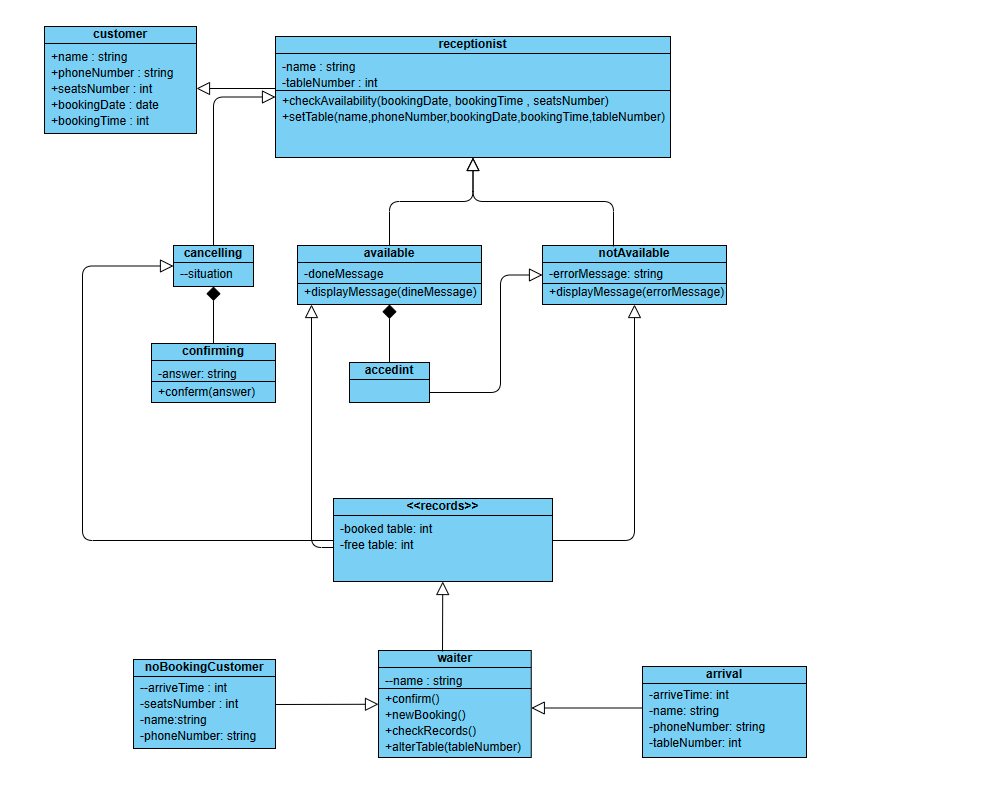 customer
+name : string
+phoneNumber : string
+seatsNumber : int
+bookingDate : date
+bookingTime : int
receptionist
-name : string
-tableNumber : int
+checkAvailability(bookingDate, bookingTime , seatsNumber)
+setTable(name,phoneNumber,bookingDate,bookingTime,tableNumber)
cancelling
--situation
available
-doneMessage
+displayMessage(dineMessage)
notAvailable
-errorMessage: string
+displayMessage(errorMessage)
confirming
-answer: string
+conferm(answer)
accedint
<<records>>
-booked table: int
-free table: int
noBookingCustomer
--arriveTime : int
-seatsNumber : int
-name:string
-phoneNumber: string
waiter
--name : string
+confirm()
+newBooking()
+checkRecords()
+alterTable(tableNumber)
arrival
-arriveTime: int
-name: string
-phoneNumber: string
-tableNumber: int